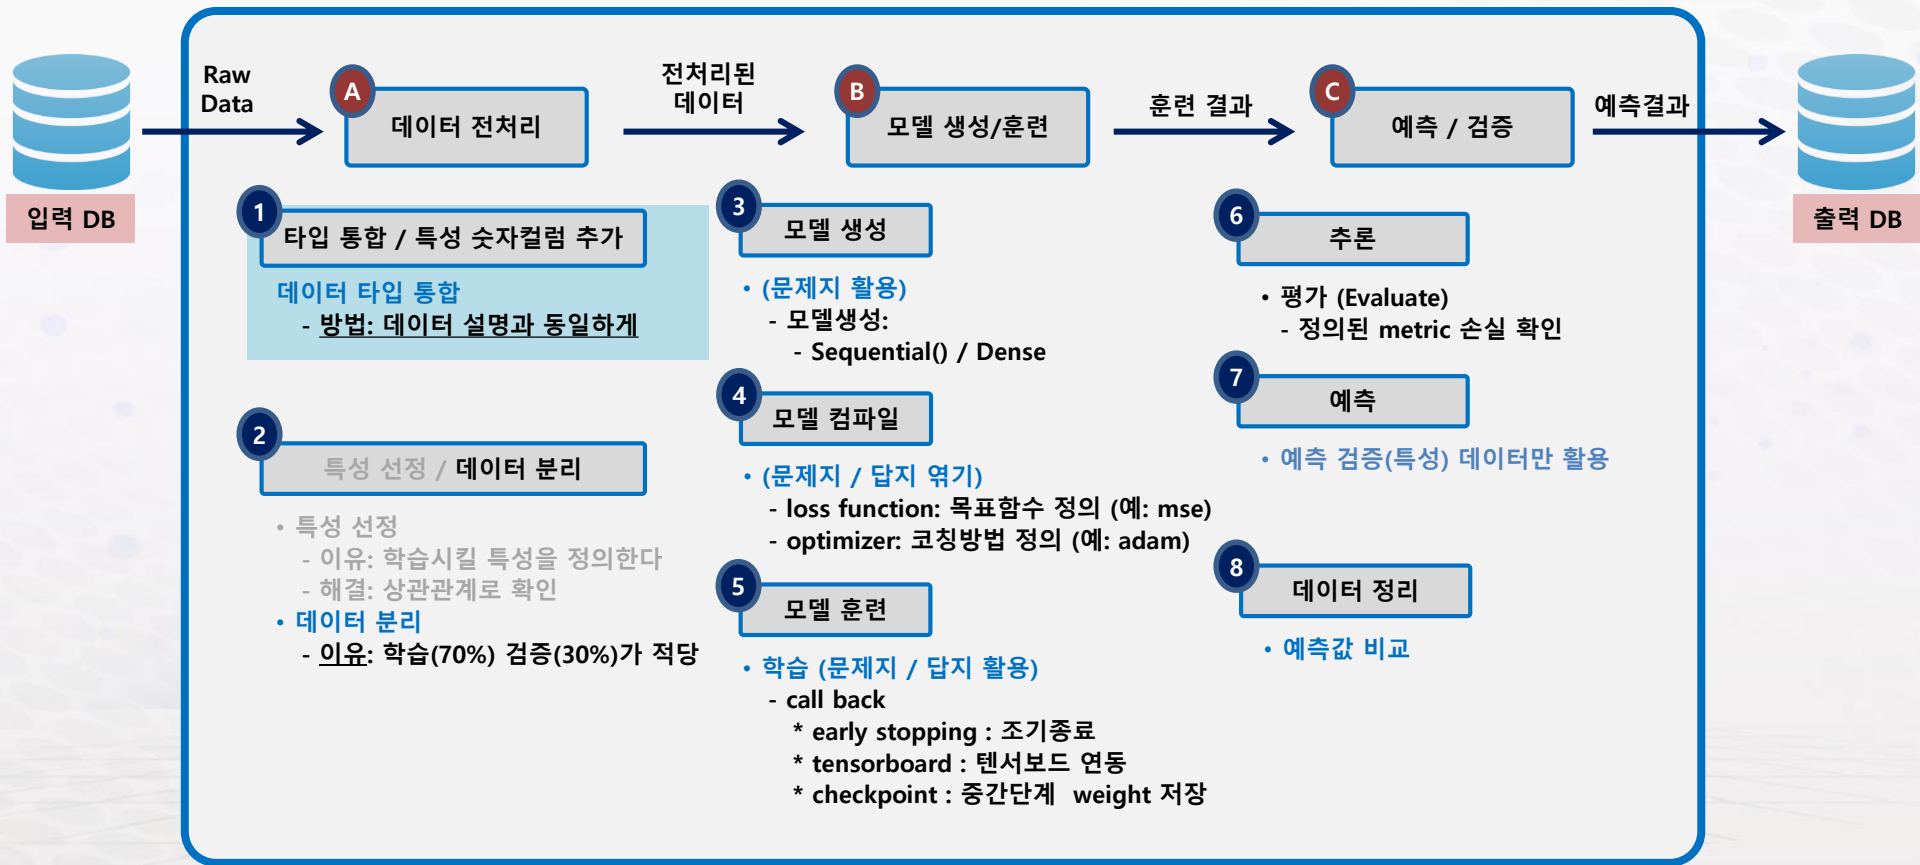 입력 DB
Raw
Data
A
데이터 전처리
전처리된
데이터
B
모델 생성/훈련
훈련 결과
C
예측 / 검증
예측결과
출력 DB
1
타입 통합 / 특성 숫자컬럼 추가
데이터 타입 통합
- 방법: 데이터 설명과 동일하게
2
특성 선정 / 데이터 분리
• 특성 선정
- 이유: 학습시킬 특성을 정의한다
- 해결: 상관관계로 확인
• 데이터 분리
- 이유: 학습(70%) 검증(30%)가 적당
3
모델 생성
• (문제지 활용)
- 모델생성:
- Sequential() / Dense
4
모델 컴파일
• (문제지 / 답지 엮기)
- loss function: 목표함수 정의 (예: mse)
- optimizer: 코칭방법 정의 (예: adam)
5
모델 훈련
• 학습 (문제지 / 답지 활용)
- call back
* early stopping : 조기종료
* tensorboard : 텐서보드 연동
* checkpoint : 중간단계 weight 저장
6
추론
• 평가 (Evaluate)
- 정의된 metric 손실 확인
7
예측
• 예측 검증(특성) 데이터만 활용
8
데이터 정리
• 예측값 비교